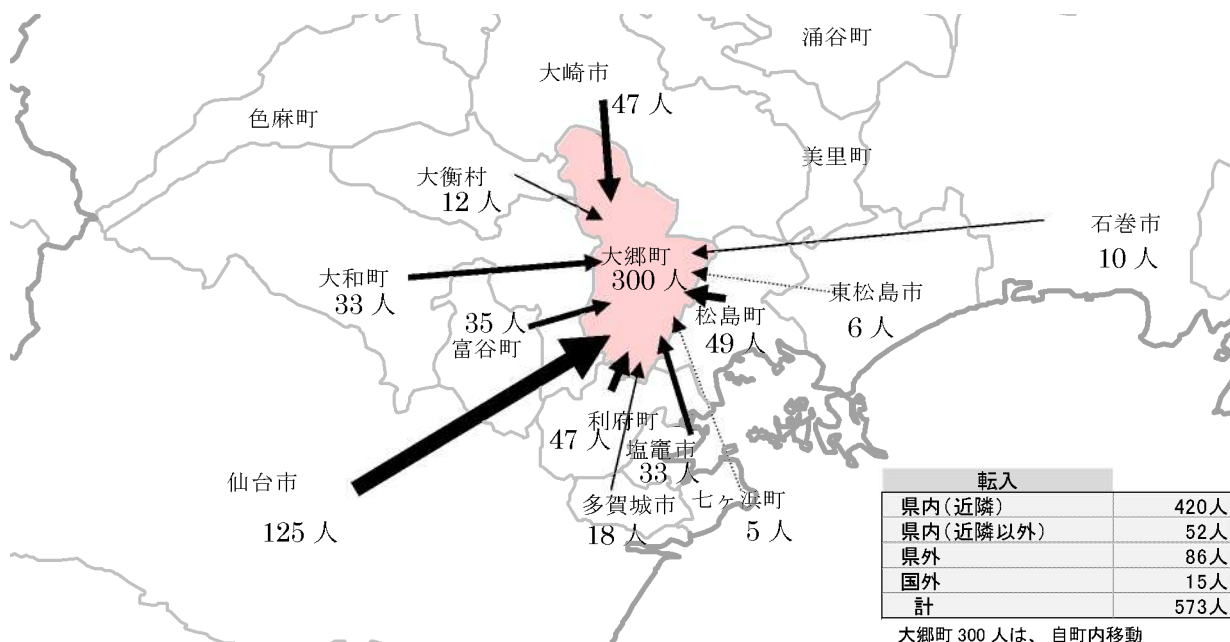 涌谷町
大崎市
47 人
色麻町
美里町
大衡村
12 人
石巻市
10 人
大郷町
300 人
大和町
33 人
東松島市
6 人
松島町
49 人
35 人
富谷町
利府町
47 人
塩竈市
33 人
仙台市
125 人
多賀城市
18 人
七ヶ浜町
5 人
転入
県内(近隣) 420人
県内(近隣以外) 52人
県外 86人
国外 15人
計 573人
大郷町 300 人は、自町内移動